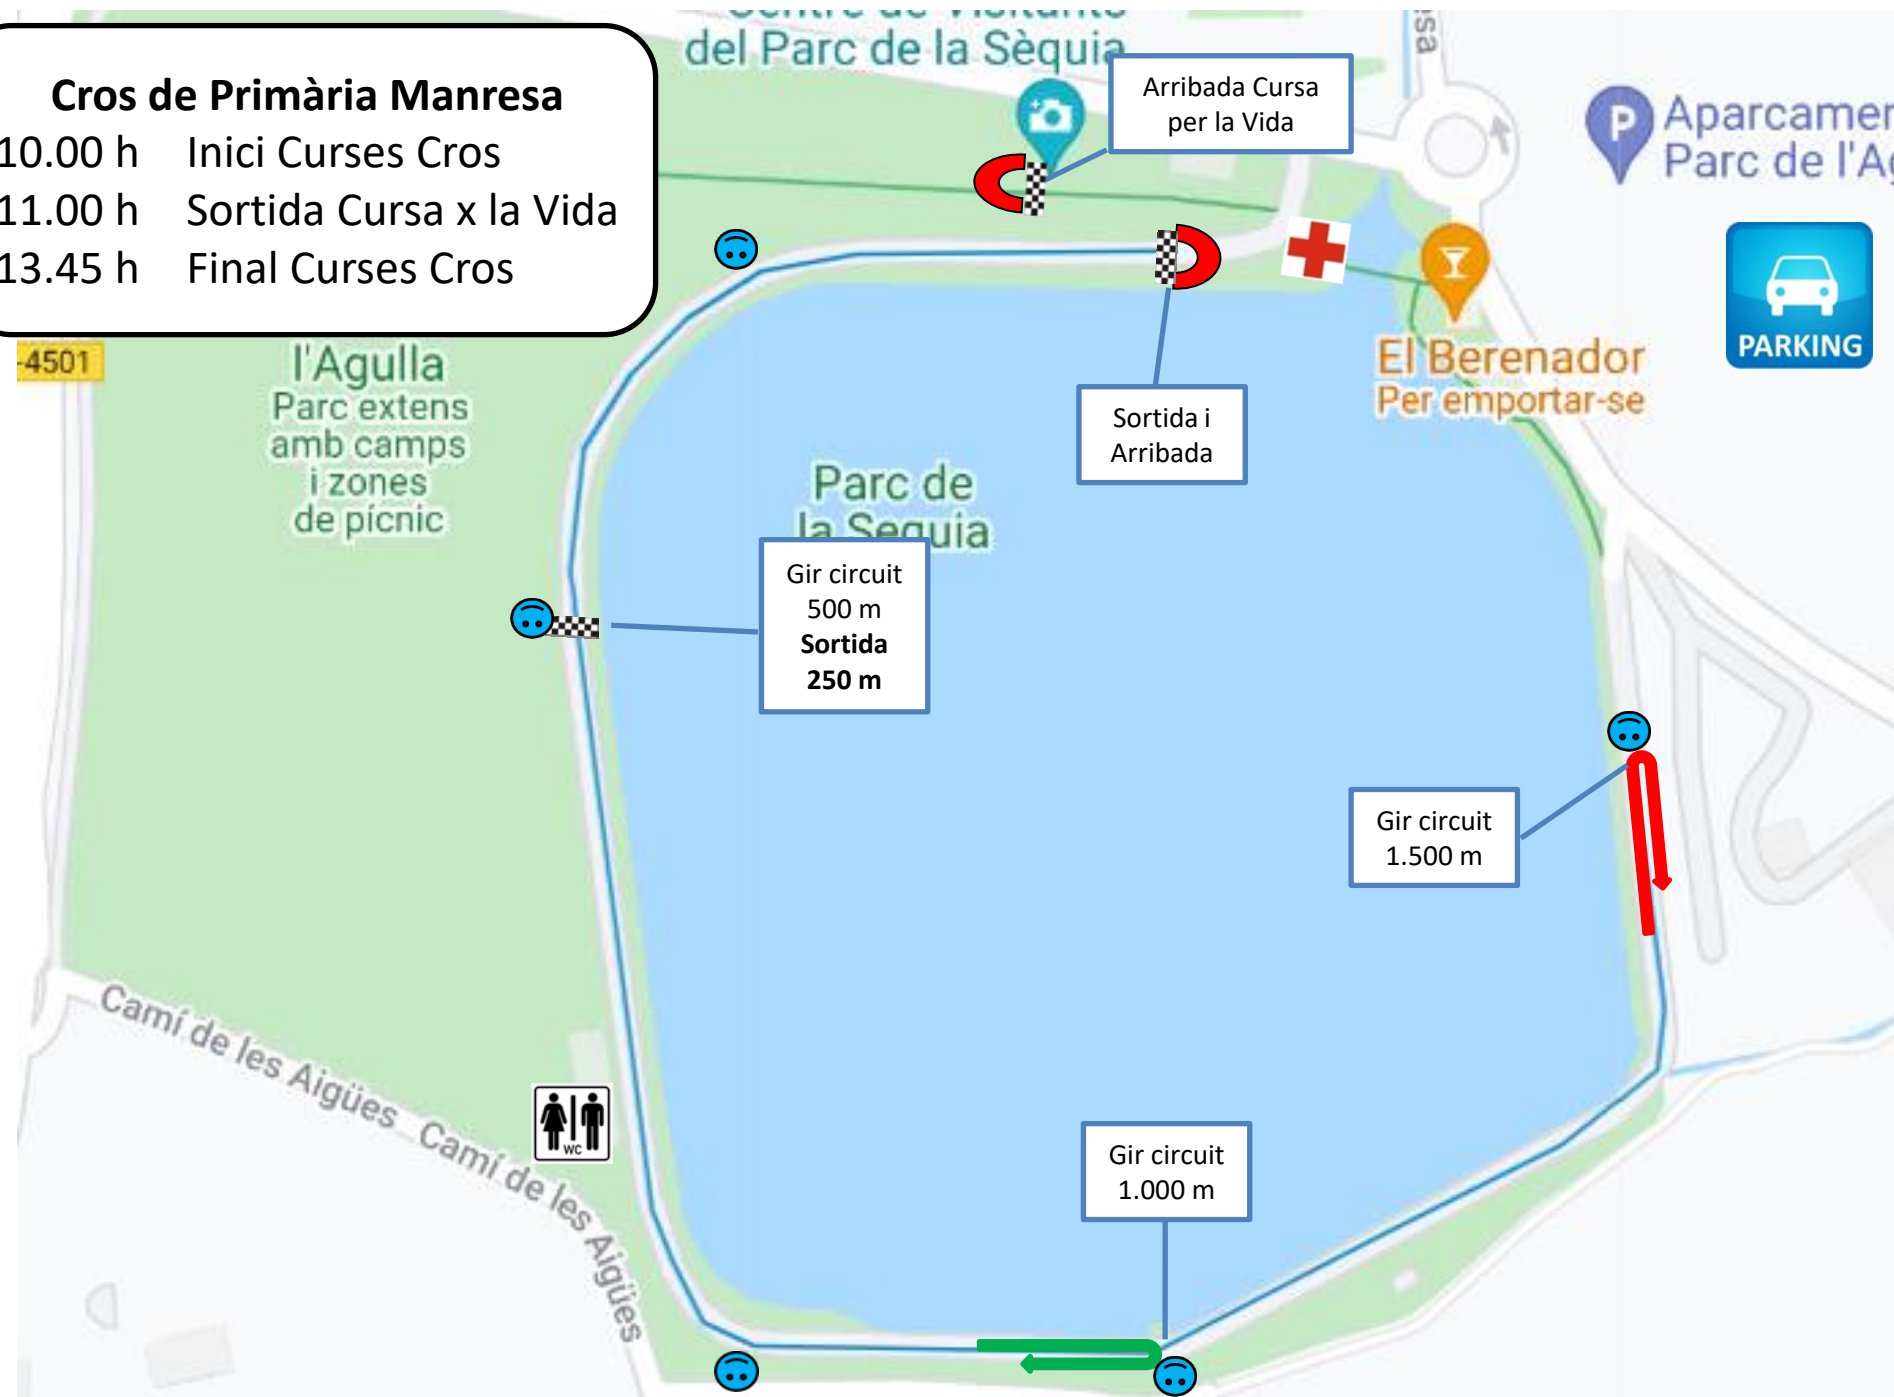 Cros de Primària Manresa
10.00 h Inici Curses Cros
11.00 h Sortida Cursa x la Vida
13.45 h Final Curses Cros
Centre de Visitants
del Parc de la Sèquia
Arribada Cursa
per la Vida
esa
P
Aparcamen
Parc de l'Ag
PARKING
-4501
l'Agulla
Parc extens
amb camps
i zones
de pícnic
El Berenador
Per emportar-se
Sortida i
Arribada
Parc de
la Sequia
Gir circuit
500 m
Sortida
250 m
Gir circuit
1.500 m
Camí de les Aigües
Camí de les Aigües
WC
Gir circuit
1.000 m